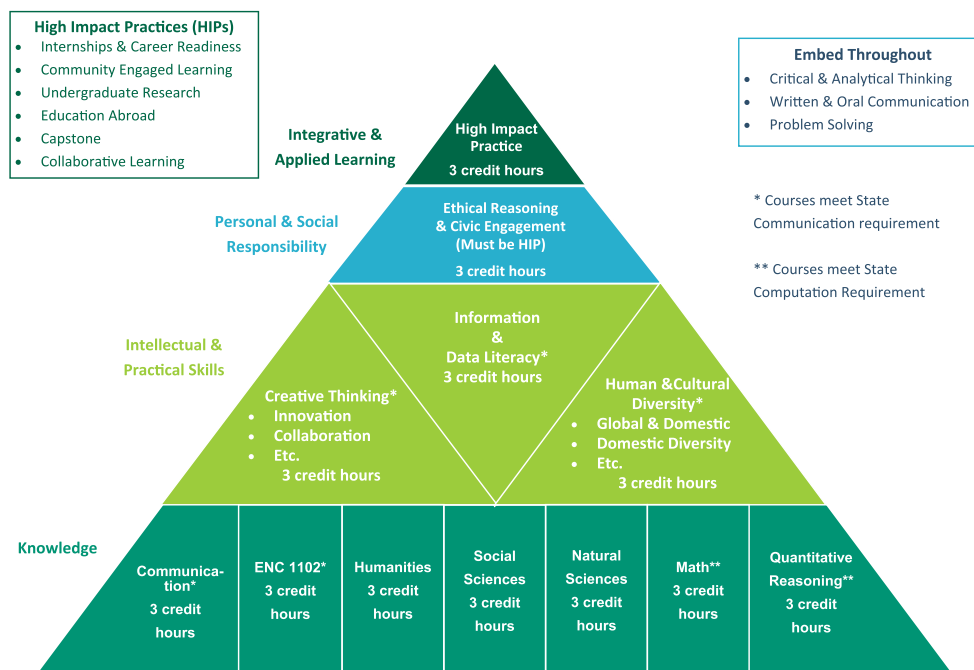 High Impact Practices (HIPs)
• Internships & Career Readiness
• Community Engaged Learning
• Undergraduate Research
• Education Abroad
• Capstone
• Collaborative Learning
Embed Throughout
• Critical & Analytical Thinking
• Written & Oral Communication
• Problem Solving
* Courses meet State
Communication requirement
** Courses meet State
Computation Requirement
Integrative &
Applied Learning
High Impact
Practice
3 credit hours
Personal & Social
Responsibility
Ethical Reasoning
& Civic Engagement
(Must be HIP)
3 credit hours
Intellectual &
Practical Skills
Information
&
Data Literacy*
3 credit hours
Creative Thinking*
• Innovation
• Collaboration
• Etc.
3 credit hours
Human &Cultural
Diversity*
• Global & Domestic
• Domestic Diversity
• Etc.
3 credit hours
Knowledge
Communica-
tion*
3 credit
hours
ENC 1102*
3 credit
hours
Humanities
3 credit
hours
Social
Sciences
3 credit
hours
Natural
Sciences
3 credit
hours
Math**
3 credit
hours
Quantitative
Reasoning**
3 credit
hours